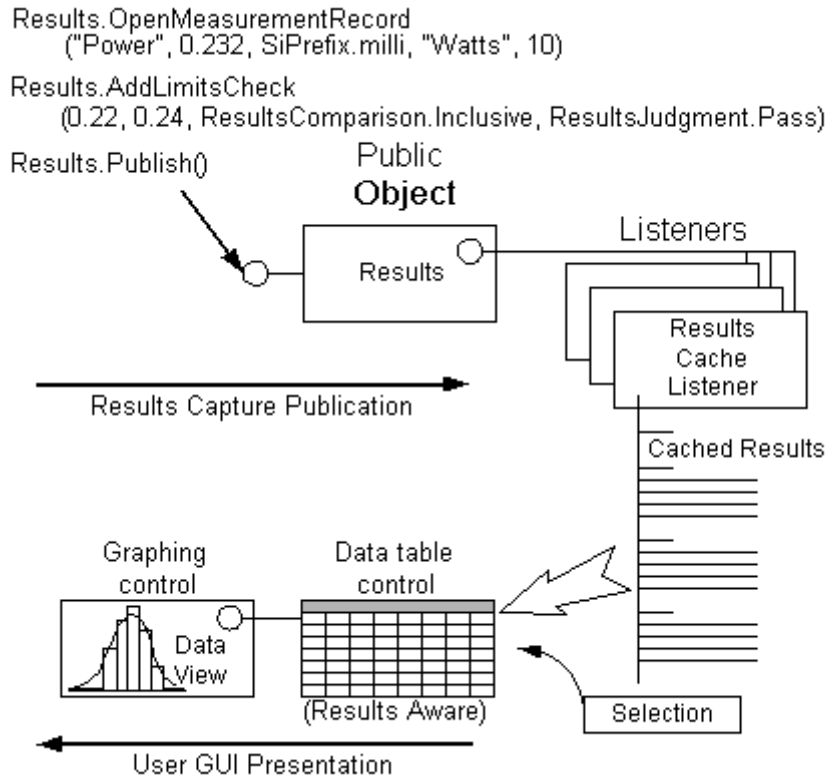 Results.OpenMeasurementRecord
("Power", 0.232, SiPrefix.milli, "Watts", 10)
Results.AddLimitsCheck
(0.22, 0.24, ResultsComparison.Inclusive, ResultsJudgment.Pass)
Results.Publish()
Public
Object
Listeners
Results
Results
Cache
Listener
Results Capture Publication
Cached Results
Graphing
control
Data table
control
Data
View
(Results Aware)
Selection
User GUI Presentation